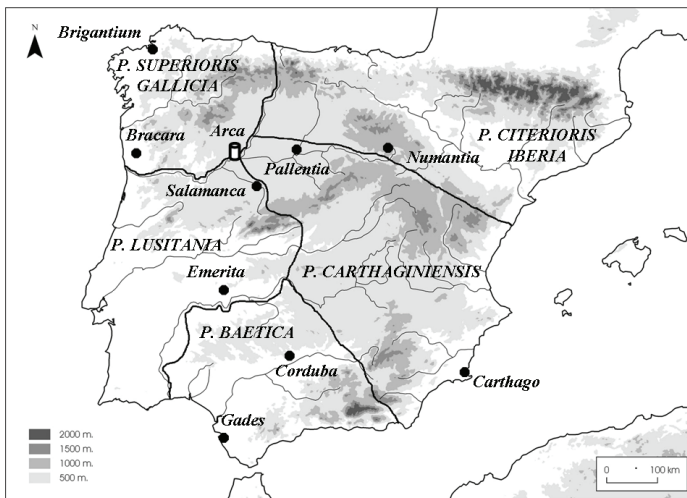 N
Brigantium
P. SUPERIORIS
GALLICIA
P. CITERIORIS
IBERIA
Bracara
Arca
Pallentia
Numantia
Salamanca
P. LUSITANIA
P. CARTHAGINIENSIS
Emerita
P. BAETICA
Corduba
Carthago
Gades
2000 m.
1500 m.
1000 m.
500 m.
0
100 km